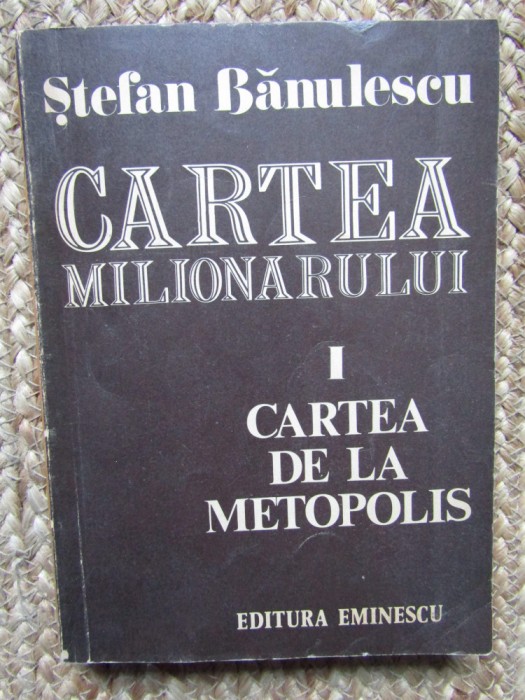 Ștefan Bănulescu
CARTEA
MILIONARULUI
I
CARTEA
DE LA
METOPOLIS
EDITURA EMINESCU